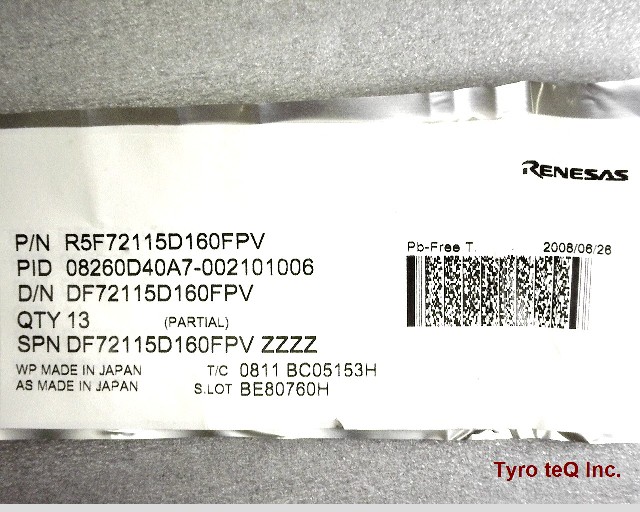 RENESAS
P/N R5F72115D160FPV
PID 08260D40A7-002101006
D/N DF72115D160FPV
QTY 13 (PARTIAL)
SPN DF72115D160FPV ZZZZ
WP MADE IN JAPAN T/C 0811 BC05153H
AS MADE IN JAPAN S.LOT BE80760H
Pb-Free T. 2008/06/26
Tyro teQ Inc.